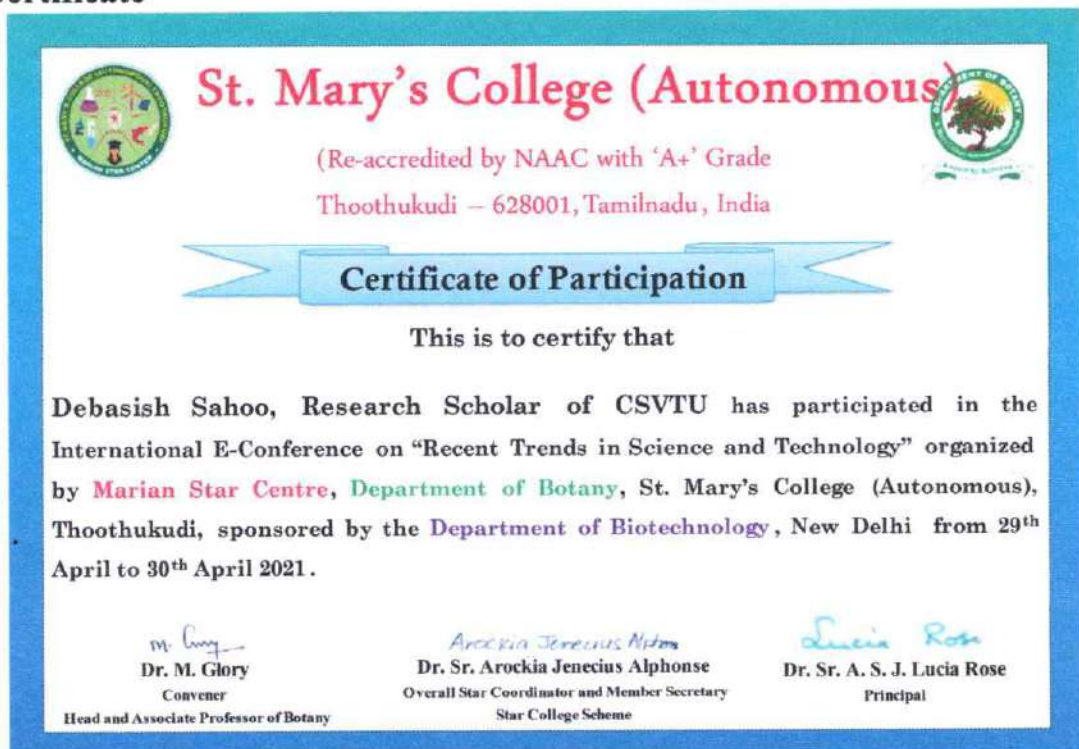 St. Mary's College (Autonomous)
(Re-accredited by NAAC with 'A+' Grade
Thoothukudi – 628001, Tamilnadu, India
Certificate of Participation
This is to certify that
Debasish Sahoo, Research Scholar of CSVTU has participated in the
International E-Conference on “Recent Trends in Science and Technology” organized
by Marian Star Centre, Department of Botany, St. Mary's College (Autonomous),
Thoothukudi, sponsored by the Department of Biotechnology, New Delhi from 29th
April to 30th April 2021.
Arockia Jenecius Alphon
Lucia Rose
Dr. M. Glory
Dr. Sr. Arockia Jenecius Alphonse
Dr. Sr. A. S. J. Lucia Rose
Convener
Overall Star Coordinator and Member Secretary
Principal
Head and Associate Professor of Botany
Star College Scheme